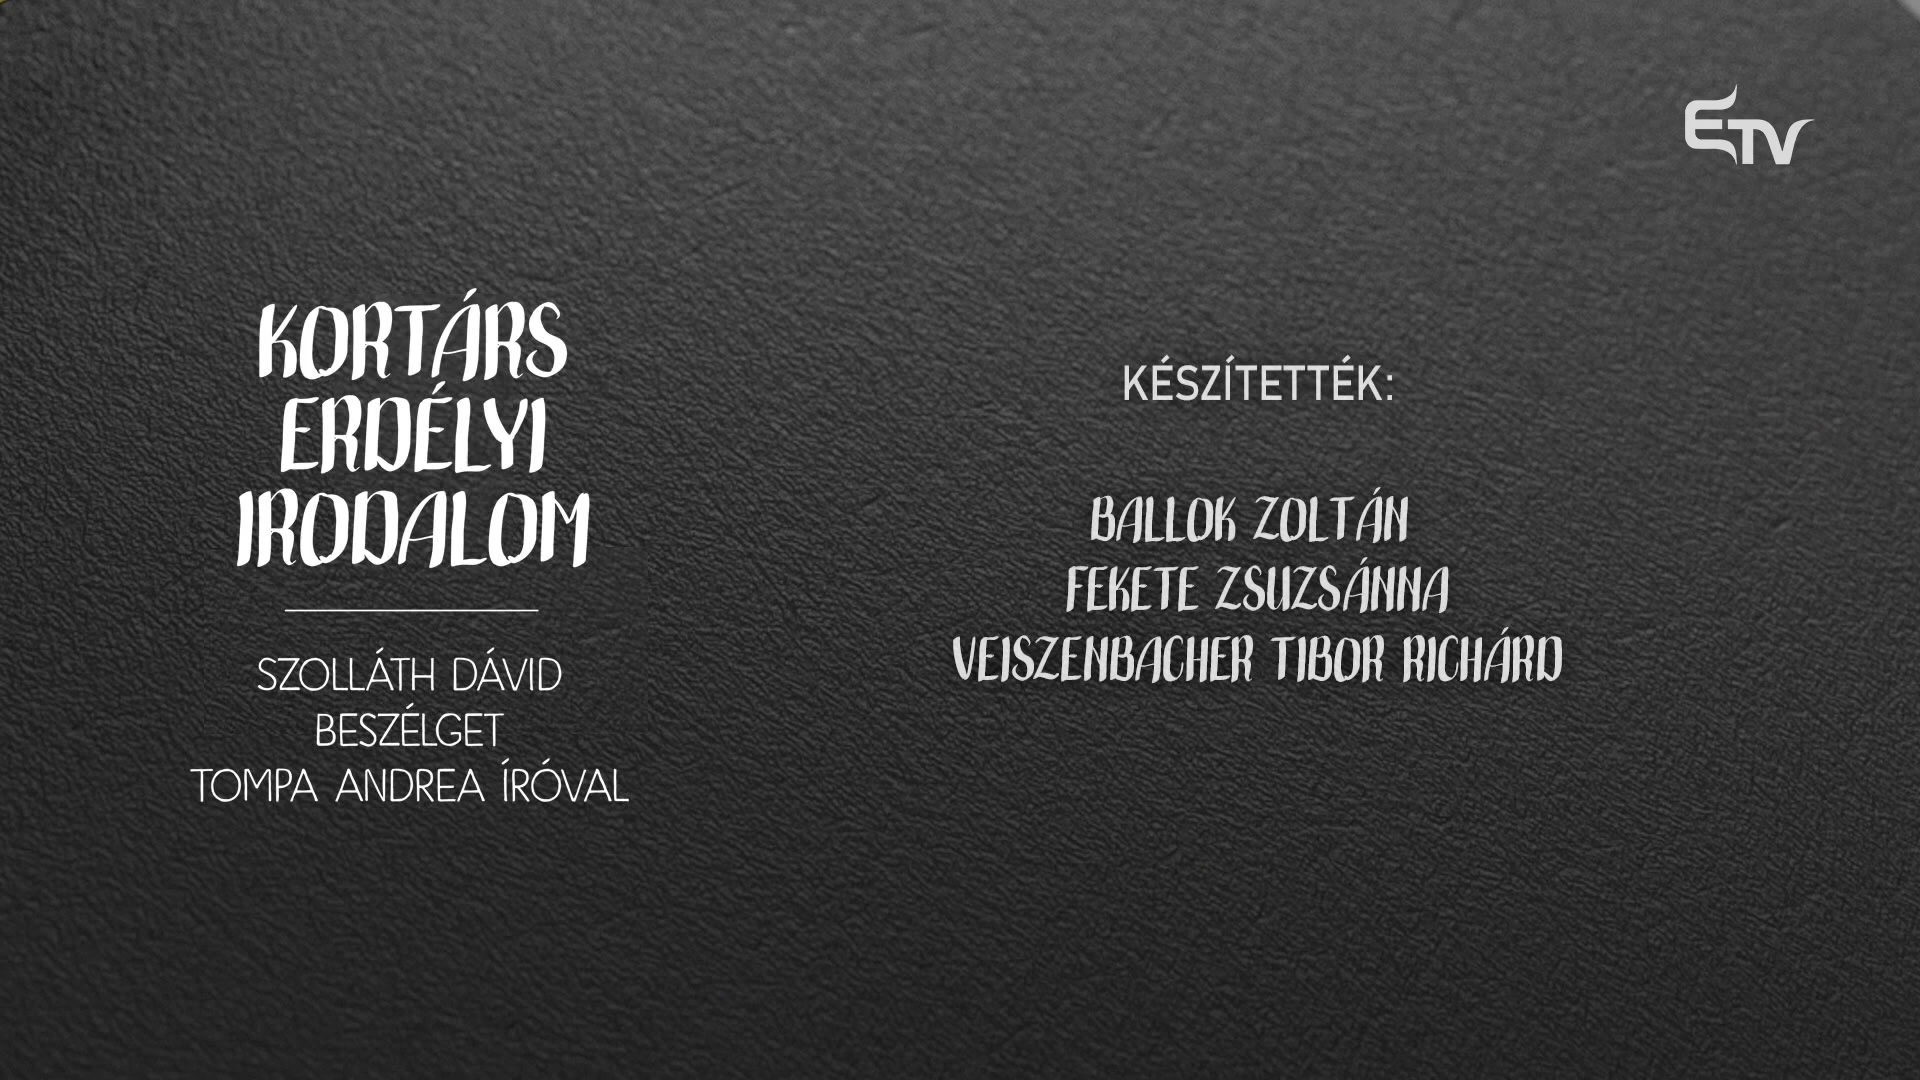 ETV
KORTÁRS
ERDÉLYI
IRODALOM
SZOLLÁTH DÁVID
BESZÉLGET
TOMPA ANDREA ÍRÓVAL
KÉSZÍTETTÉK:
BALLOK ZOLTÁN
FEKETE ZSUZSÁNNA
VEISZENBACHER TIBOR RICHÁRD